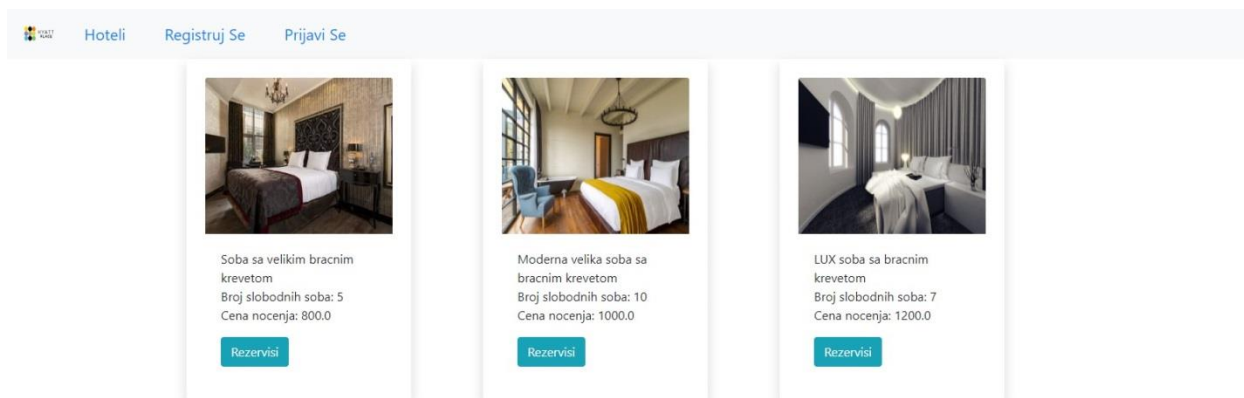 HYATT PLACE
Hoteli
Registruj Se
Prijavi Se
Soba sa velikim bracnim
krevetom
Broj slobodnih soba: 5
Cena nocenja: 800.0
Rezervisi
Moderna velika soba sa
bracnim krevetom
Broj slobodnih soba: 10
Cena nocenja: 1000.0
Rezervisi
LUX soba sa bracnim
krevetom
Broj slobodnih soba: 7
Cena nocenja: 1200.0
Rezervisi